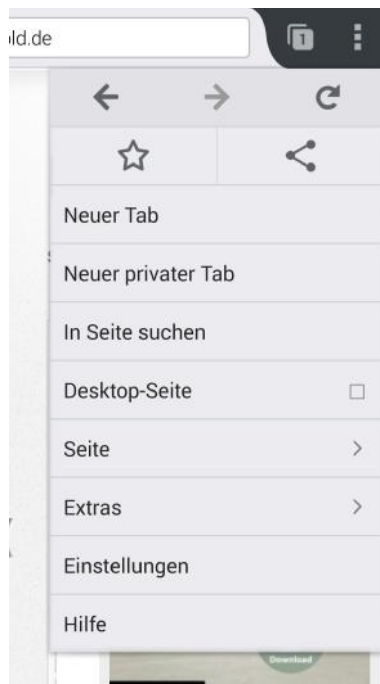 ld.de
1
Neuer Tab
Neuer privater Tab
In Seite suchen
Desktop-Seite
Seite
Extras
Einstellungen
Hilfe
Download